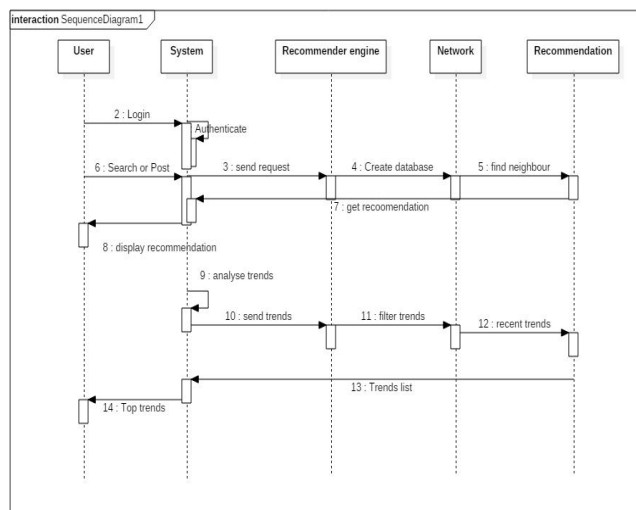 interaction SequenceDiagram1
User
System
Recommender engine
Network
Recommendation
2 : Login
Authenticate
6 : Search or Post
3 : send request
4 : Create database
5 : find neighbour
7 : get recoomendation
8 : display recommendation
9 : analyse trends
10 : send trends
11 : filter trends
12 : recent trends
13 : Trends list
14 : Top trends